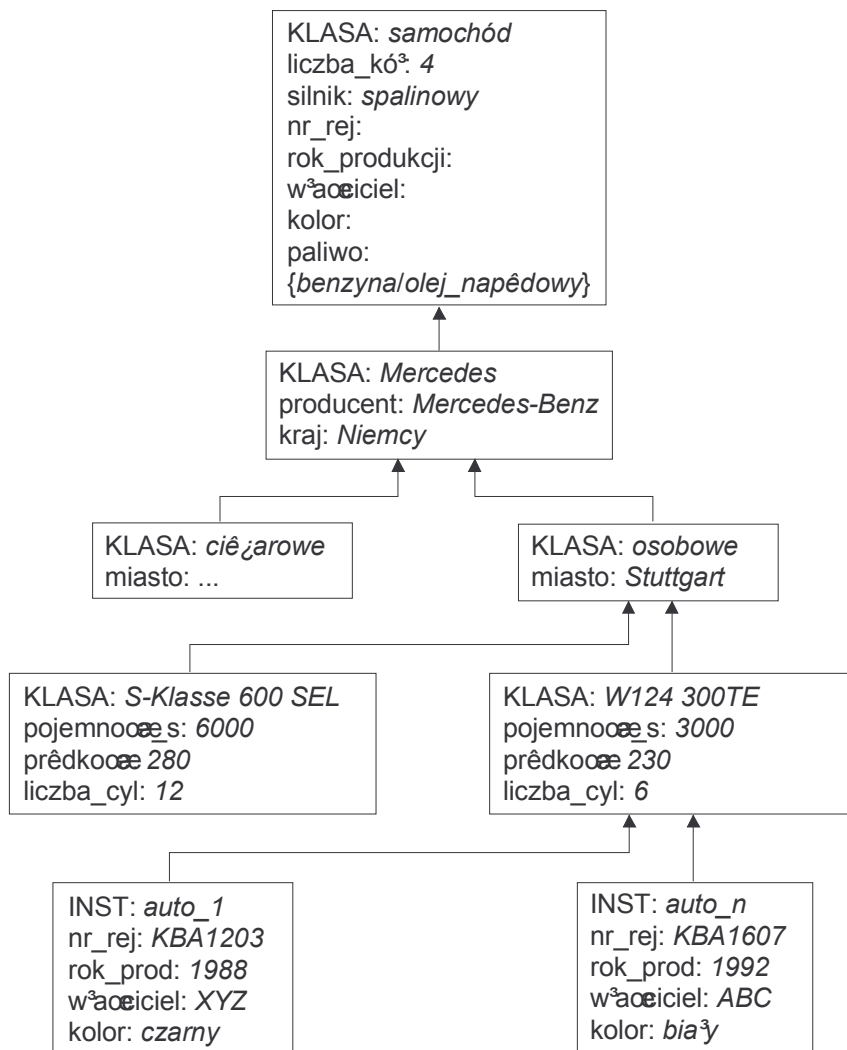 KLASA: samochód
liczba_kó³: 4
silnik: spalinowy
nr_rej:
rok_produkcji:
w³aœciciel:
kolor:
paliwo:
{benzyna/olej_napêdowy}
KLASA: Mercedes
producent: Mercedes-Benz
kraj: Niemcy
KLASA: ciê¿arowe
miasto: ...
KLASA: osobowe
miasto: Stuttgart
KLASA: S-Klasse 600 SEL
pojemnoœæ_s: 6000
prêdkoœæ 280
liczba_cyl: 12
KLASA: W124 300TE
pojemnoœæ_s: 3000
prêdkoœæ 230
liczba_cyl: 6
INST: auto_1
nr_rej: KBA1203
rok_prod: 1988
w³aœciciel: XYZ
kolor: czarny
INST: auto_n
nr_rej: KBA1607
rok_prod: 1992
w³aœciciel: ABC
kolor: bia³y